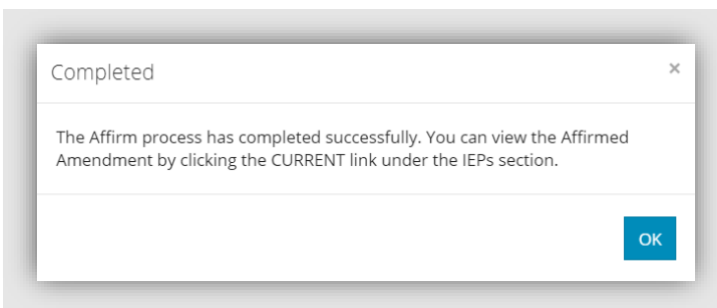 Completed ×
The Affirm process has completed successfully. You can view the Affirmed
Amendment by clicking the CURRENT link under the IEPs section.
OK